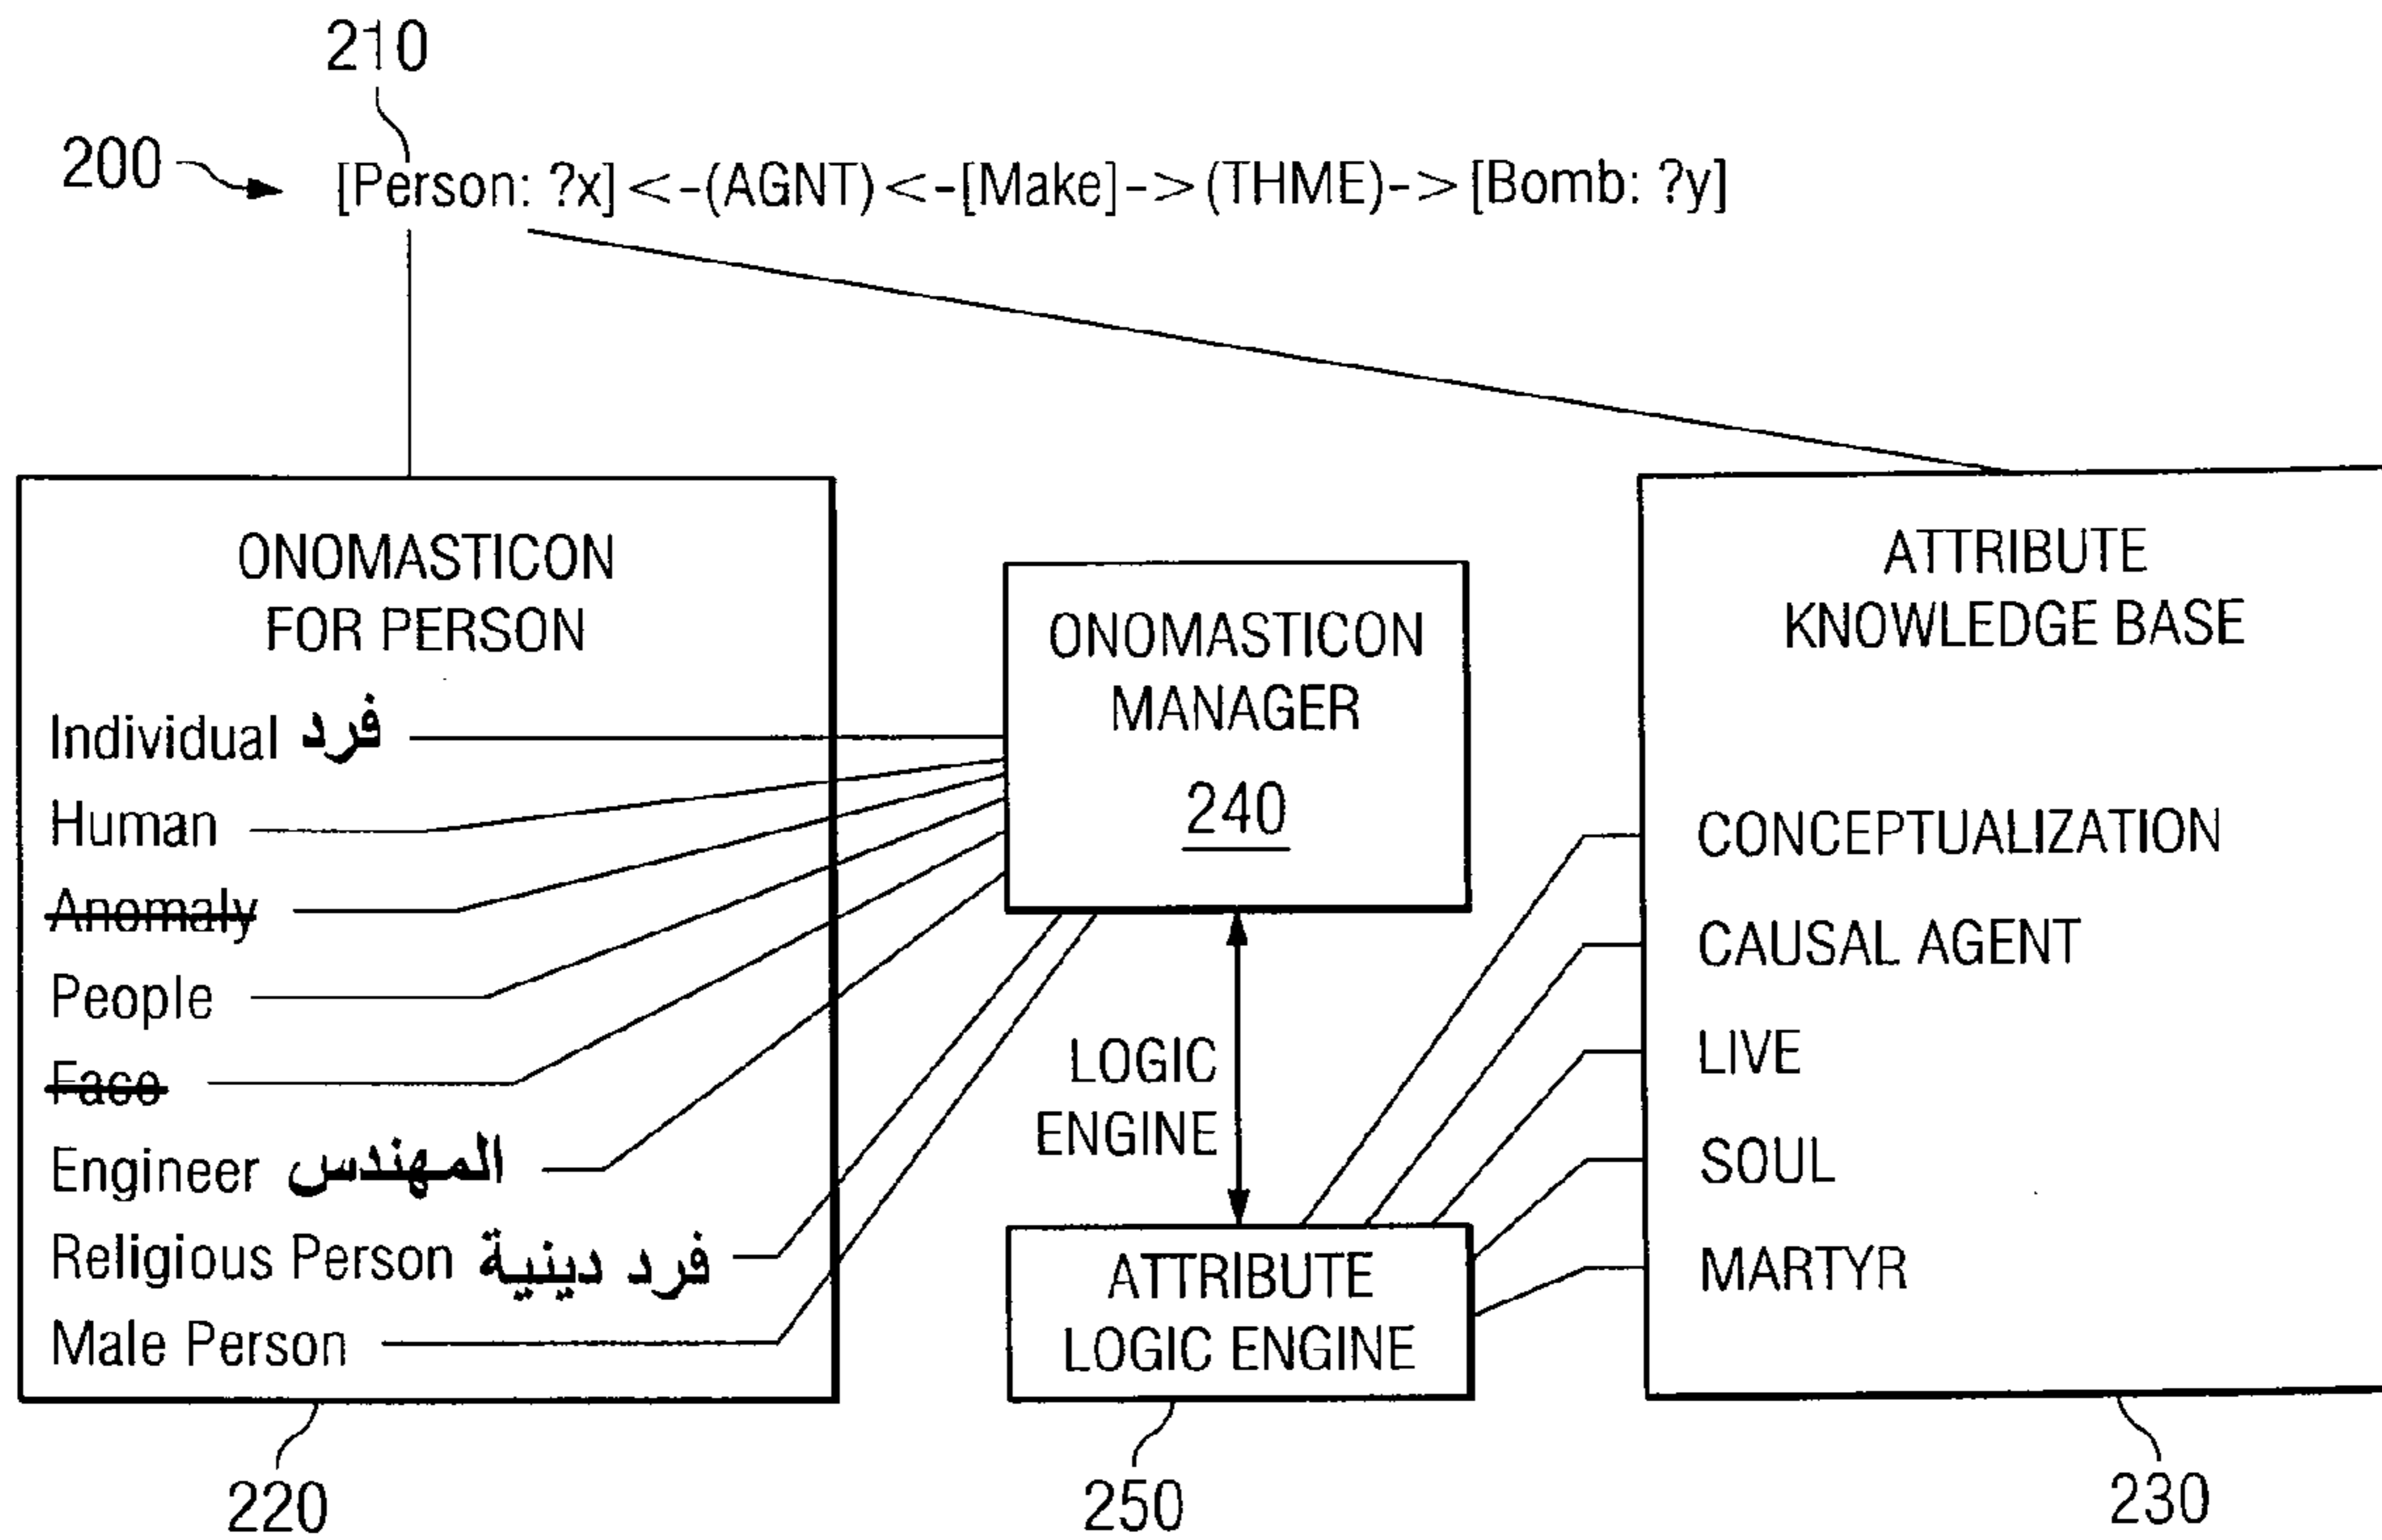 210
200
[Person: ?x]<-(AGNT)<-[Make]->(THME)->[Bomb: ?y]
ONOMASTICON
FOR PERSON
Individual فرد
Human
Anomaly
People
Face
Engineer المهندس
Religious Person فرد دينية
Male Person
220
ONOMASTICON
MANAGER
240
LOGIC
ENGINE
ATTRIBUTE
LOGIC ENGINE
250
ATTRIBUTE
KNOWLEDGE BASE
CONCEPTUALIZATION
CAUSAL AGENT
LIVE
SOUL
MARTYR
230